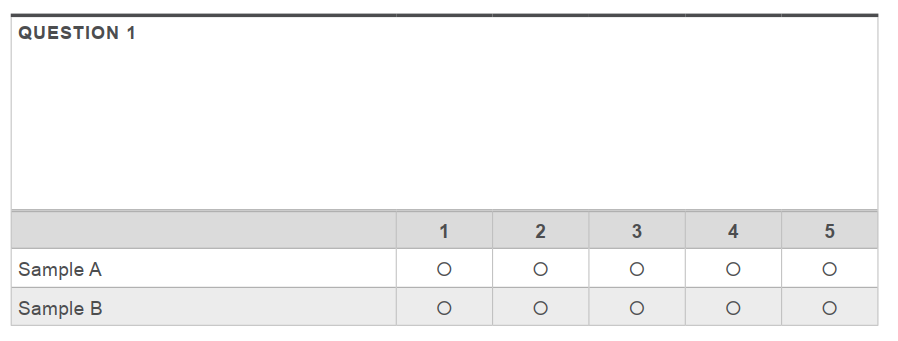 QUESTION 1
1 2 3 4 5
Sample A
Sample B